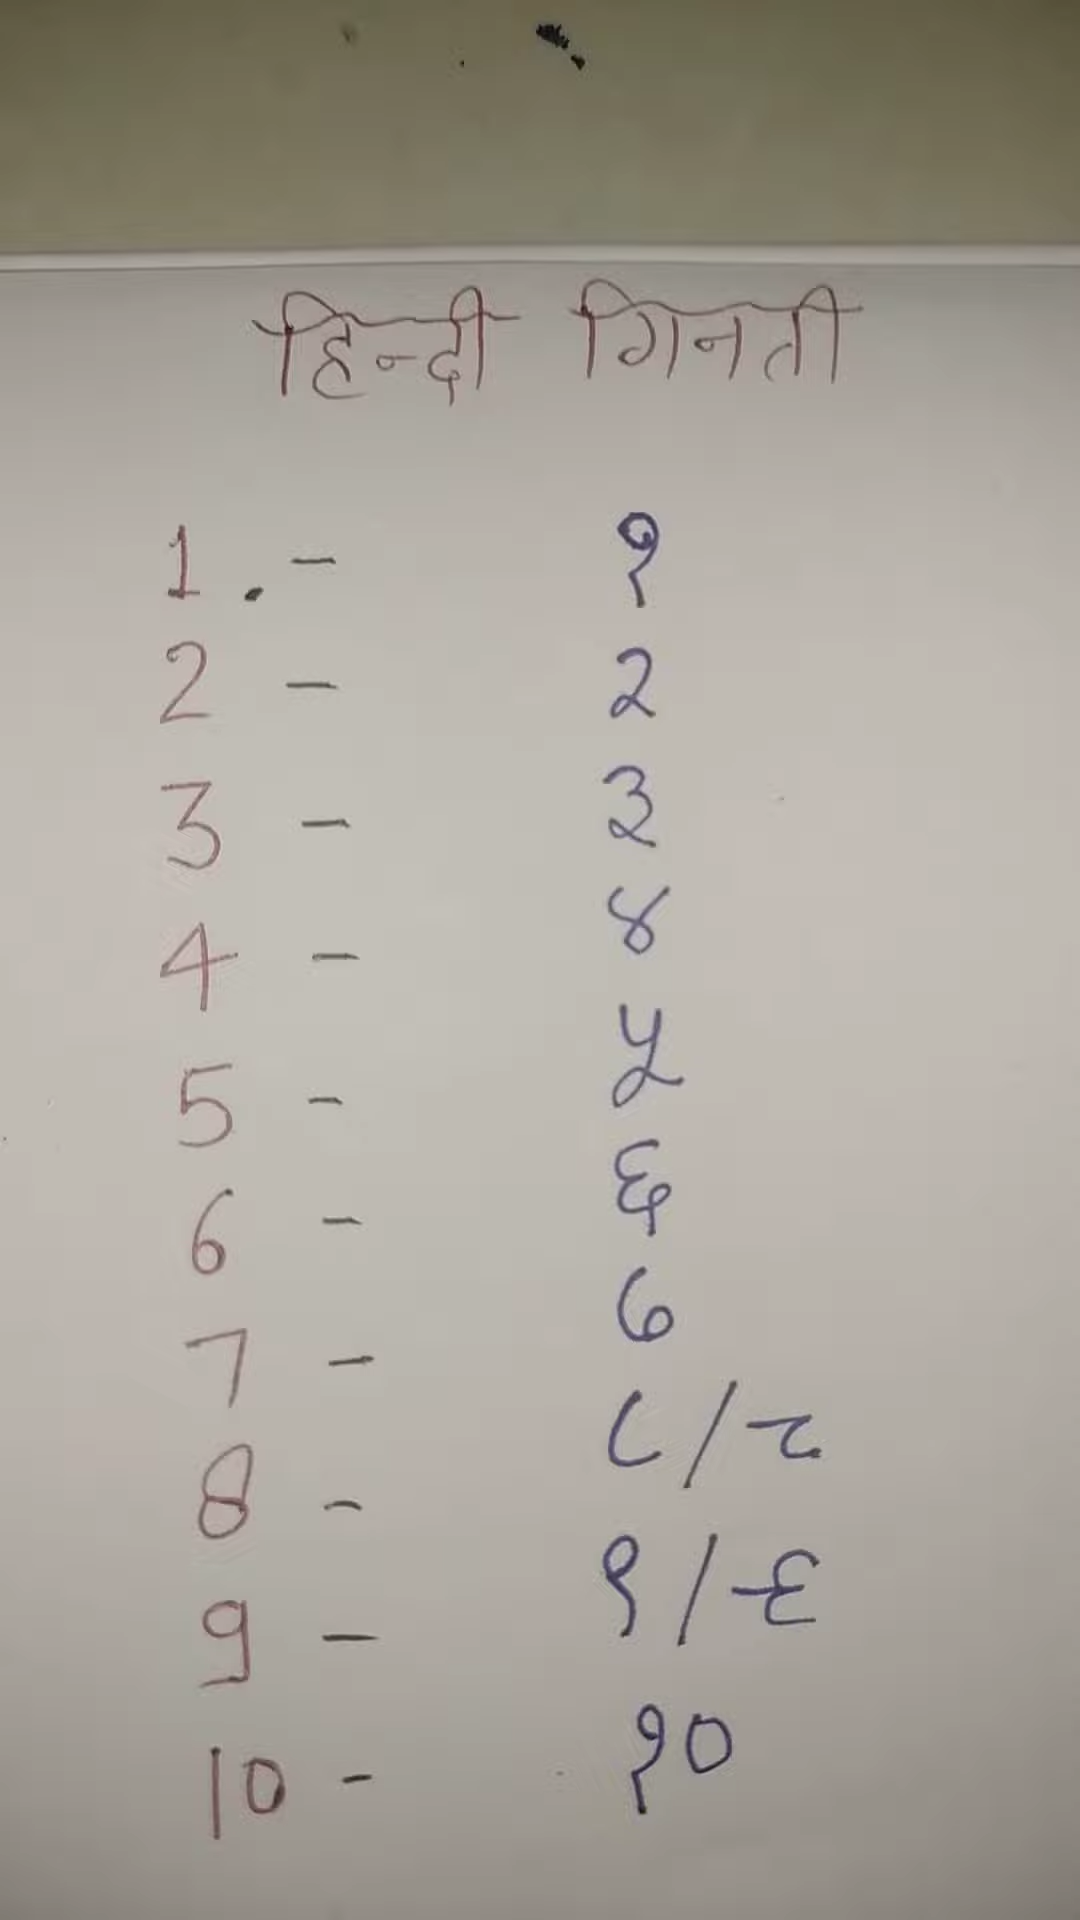 हिन्दी गिनती
1. - १
2 - २
3 - ३
4 - ४
5 - ५
6 - ६
7 - ७
8 - ८/८
9 - ९/९
10 - १०